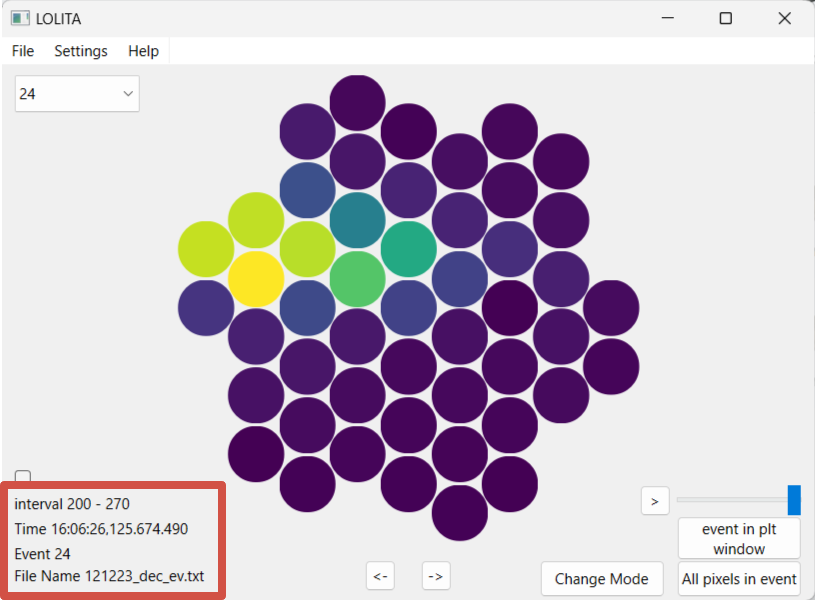 LOLITA
File Settings Help
24
interval 200 - 270
Time 16:06:26,125.674.490
Event 24
File Name 121223_dec_ev.txt
<-
->
>
event in plt
window
Change Mode
All pixels in event